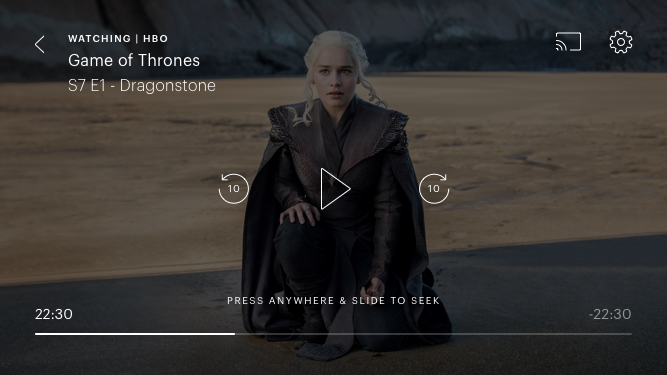 WATCHING | HBO
Game of Thrones
S7 E1 - Dragonstone
10
10
PRESS ANYWHERE & SLIDE TO SEEK
22:30
-22:30